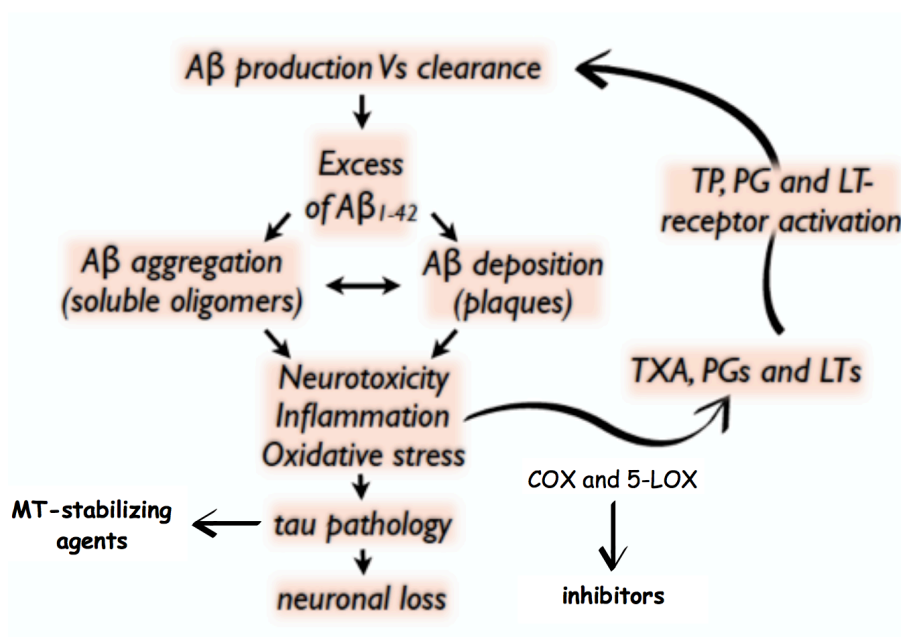 Aβ production Vs clearance
Excess
of Aβ1-42
Aβ aggregation
(soluble oligomers)
Aβ deposition
(plaques)
Neurotoxicity
Inflammation
Oxidative stress
tau pathology
neuronal loss
MT-stabilizing
agents
TP, PG and LT-
receptor activation
TXA, PGs and LTs
COX and 5-LOX
inhibitors